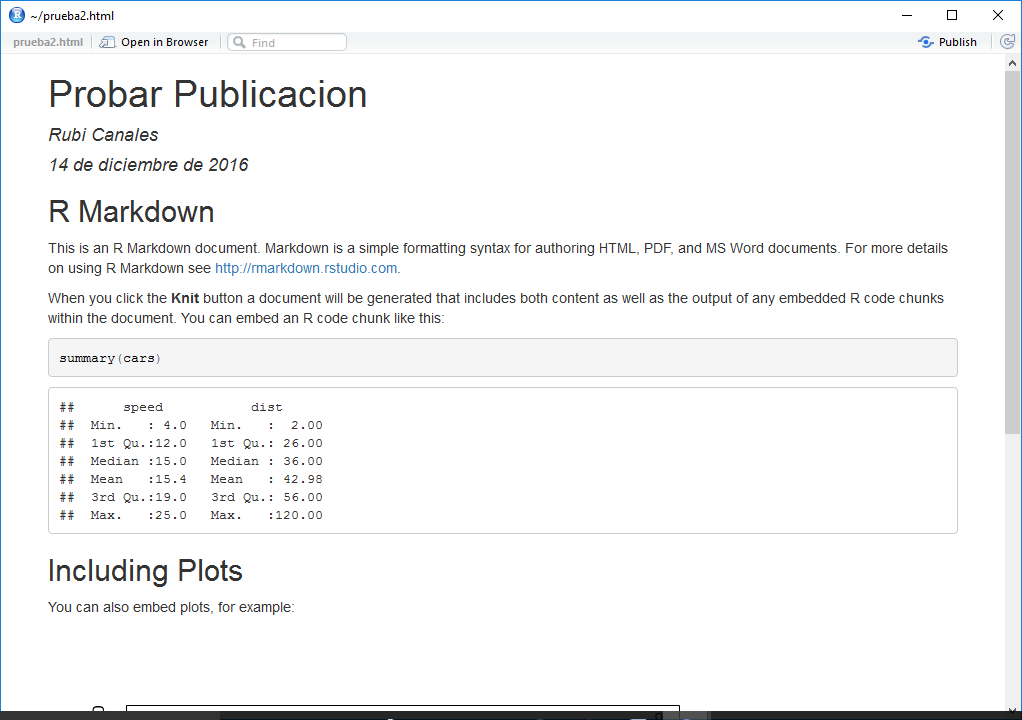 ~/prueba2.html
prueba2.html Open in Browser Find Publish
Probar Publicacion
Rubi Canales
14 de diciembre de 2016
R Markdown
This is an R Markdown document. Markdown is a simple formatting syntax for authoring HTML, PDF, and MS Word documents. For more details
on using R Markdown see http://rmarkdown.rstudio.com.
When you click the Knit button a document will be generated that includes both content as well as the output of any embedded R code chunks
within the document. You can embed an R code chunk like this:
summary(cars)
##      speed           dist
##  Min.   : 4.0   Min.   :  2.00
##  1st Qu.:12.0   1st Qu.: 26.00
##  Median :15.0   Median : 36.00
##  Mean   :15.4   Mean   : 42.98
##  3rd Qu.:19.0   3rd Qu.: 56.00
##  Max.   :25.0   Max.   :120.00
Including Plots
You can also embed plots, for example: